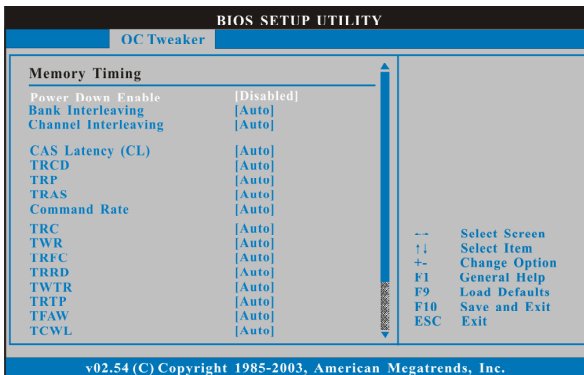 BIOS SETUP UTILITY
OC Tweaker
Memory Timing
Power Down Enable [Disabled]
Bank Interleaving [Auto]
Channel Interleaving [Auto]
CAS Latency (CL) [Auto]
TRCD [Auto]
TRP [Auto]
TRAS [Auto]
Command Rate [Auto]
TRC [Auto]
TWR [Auto]
TRFC [Auto]
TRRD [Auto]
TWTR [Auto]
TRTP [Auto]
TFAW [Auto]
TCWL [Auto]
←→ Select Screen
↑↓ Select Item
+- Change Option
F1 General Help
F9 Load Defaults
F10 Save and Exit
ESC Exit
v02.54 (C) Copyright 1985-2003, American Megatrends, Inc.